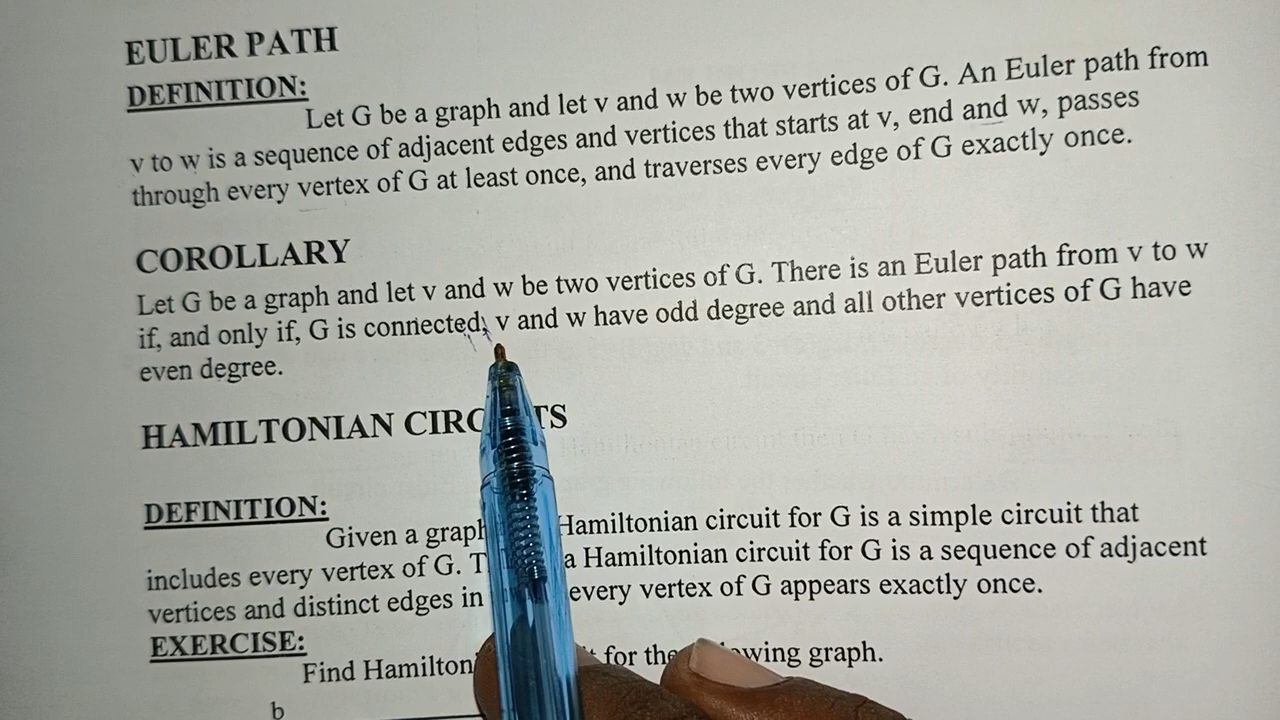 EULER PATH
DEFINITION:
Let G be a graph and let v and w be two vertices of G. An Euler path from
v to w is a sequence of adjacent edges and vertices that starts at v, end and w, passes
through every vertex of G at least once, and traverses every edge of G exactly once.
COROLLARY
Let G be a graph and let v and w be two vertices of G. There is an Euler path from v to w
if, and only if, G is connected, v and w have odd degree and all other vertices of G have
even degree.
HAMILTONIAN
DEFINITION:
Given a Hamiltonian circuit for G is a simple circuit that
includes every vertex of G. a Hamiltonian circuit for G is a sequence of adjacent
vertices and distinct edges in every vertex of G appears exactly once.
EXERCISE:
Find for graph.
b